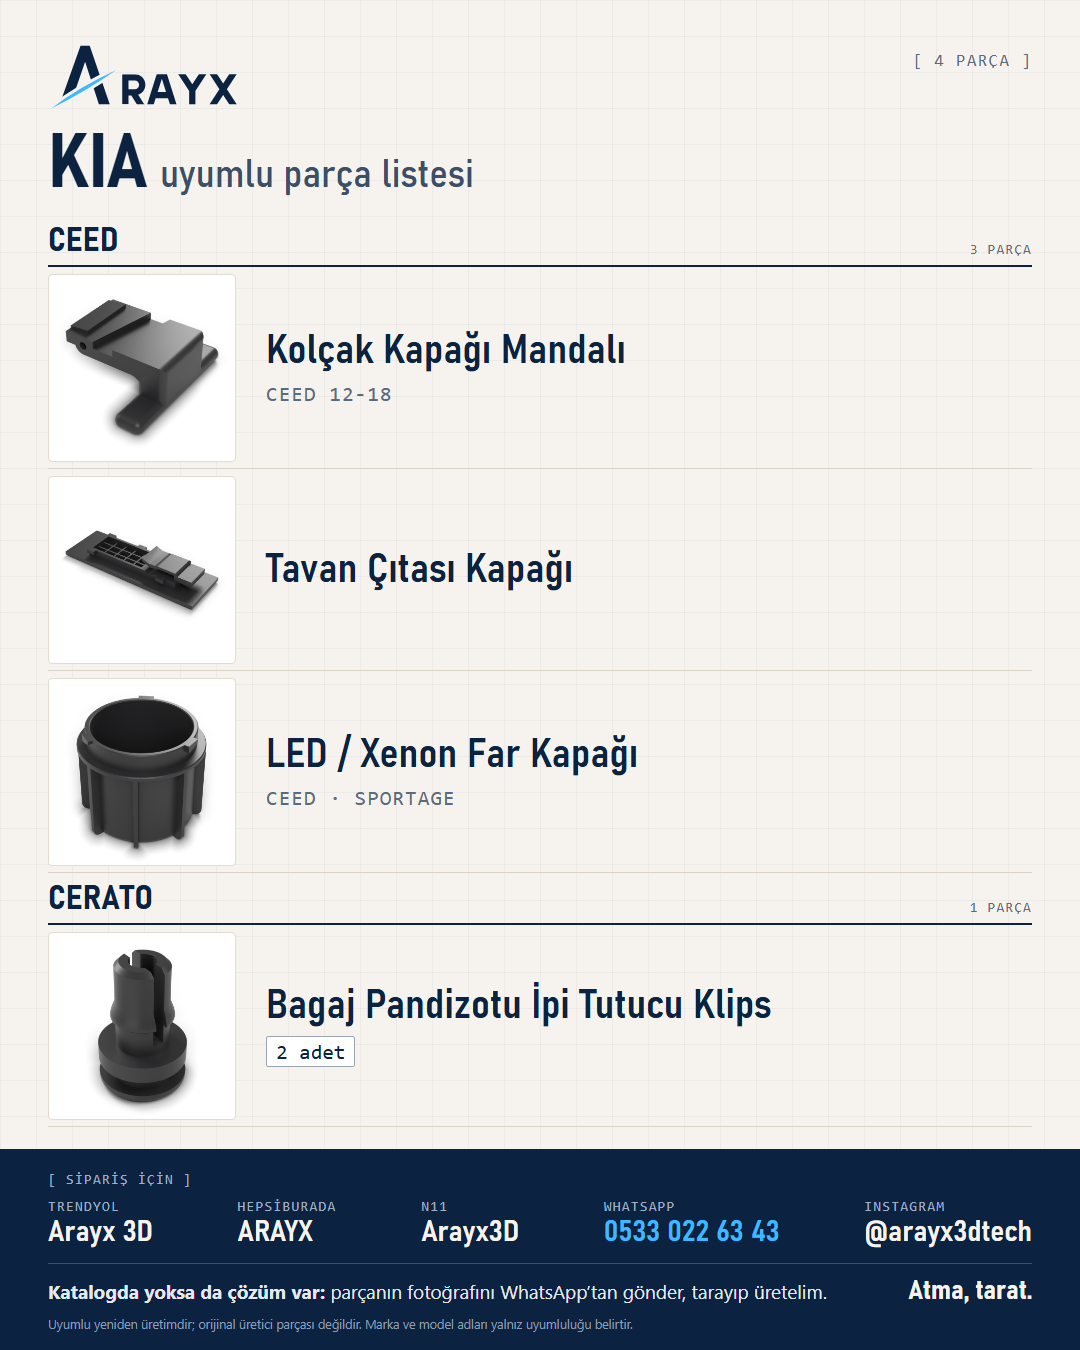 ARAYX
[ 4 PARÇA ]
KIA uyumlu parça listesi
CEED
3 PARÇA
Kolçak Kapağı Mandalı
CEED 12-18
Tavan Çıtası Kapağı
LED / Xenon Far Kapağı
CEED · SPORTAGE
CERATO
1 PARÇA
Bagaj Pandizotu İpi Tutucu Klips
2 adet
[ SİPARİŞ İÇİN ]
TRENDYOL
Arayx 3D
HEPSİBURADA
ARAYX
N11
Arayx3D
WHATSAPP
0533 022 63 43
INSTAGRAM
@arayx3dtech
Katalogda yoksa da çözüm var: parçanın fotoğrafını WhatsApp'tan gönder, tarayıp üretelim.
Atma, tarat.
Uyumlu yeniden üretimdir; orijinal üretici parçası değildir. Marka ve model adları yalnız uyumluluğu belirtir.